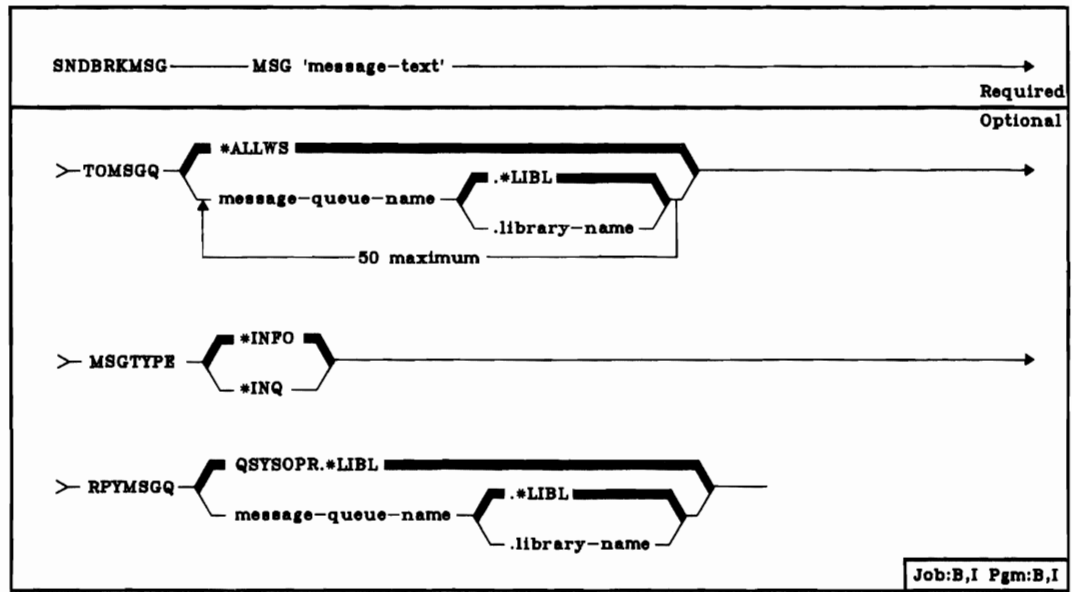 SNDBRKMSG MSG 'message-text'
Required
Optional
*ALLWS
TOMSGQ
.*LIBL
message-queue-name
.library-name
50 maximum
*INFO
MSGTYPE
*INQ
QSYSOPR.*LIBL
RPYMSGQ
.*LIBL
message-queue-name
.library-name
Job:B,I Pgm:B,I